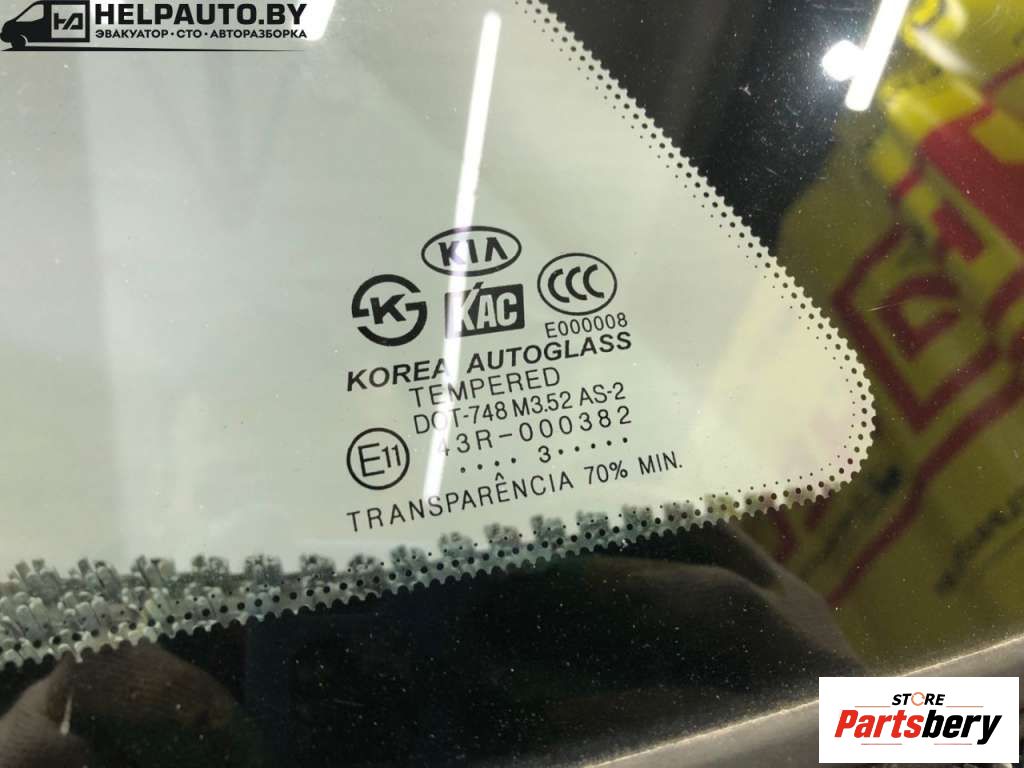 HELPAUTO.BY
ЭВАКУАТОР • СТО • АВТОРАЗБОРКА
KIA
K
KAC
CCC
E000008
KOREA AUTOGLASS
TEMPERED
DOT-748 M3.52 AS-2
E11
43R-000382
.... 3.....
TRANSPARÊNCIA 70% MIN.
STORE
Partsbery